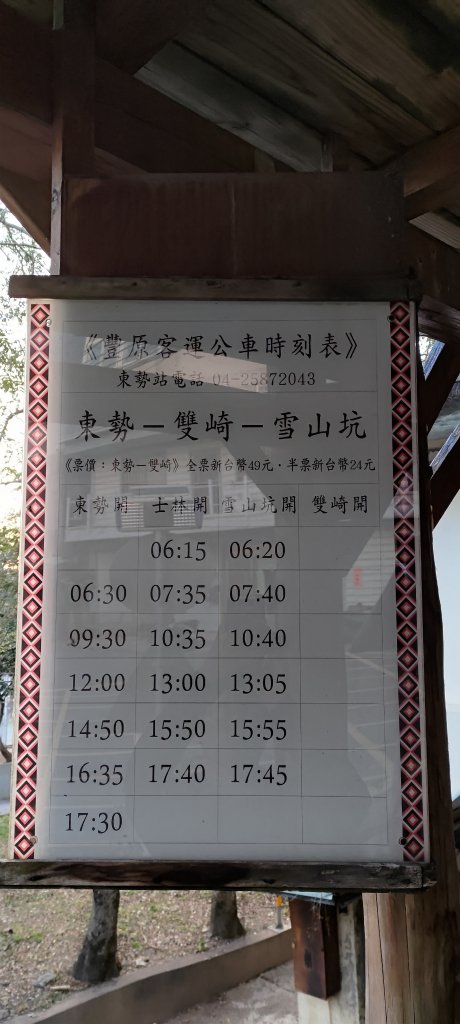 《豐原客運公車時刻表》
東勢站電話 04-25872043
東勢－雙崎－雪山坑
《票價：東勢－雙崎》全票新台幣49元．半票新台幣24元
東勢開 士林開 雪山坑開 雙崎開
06:15 06:20
06:30 07:35 07:40
09:30 10:35 10:40
12:00 13:00 13:05
14:50 15:50 15:55
16:35 17:40 17:45
17:30